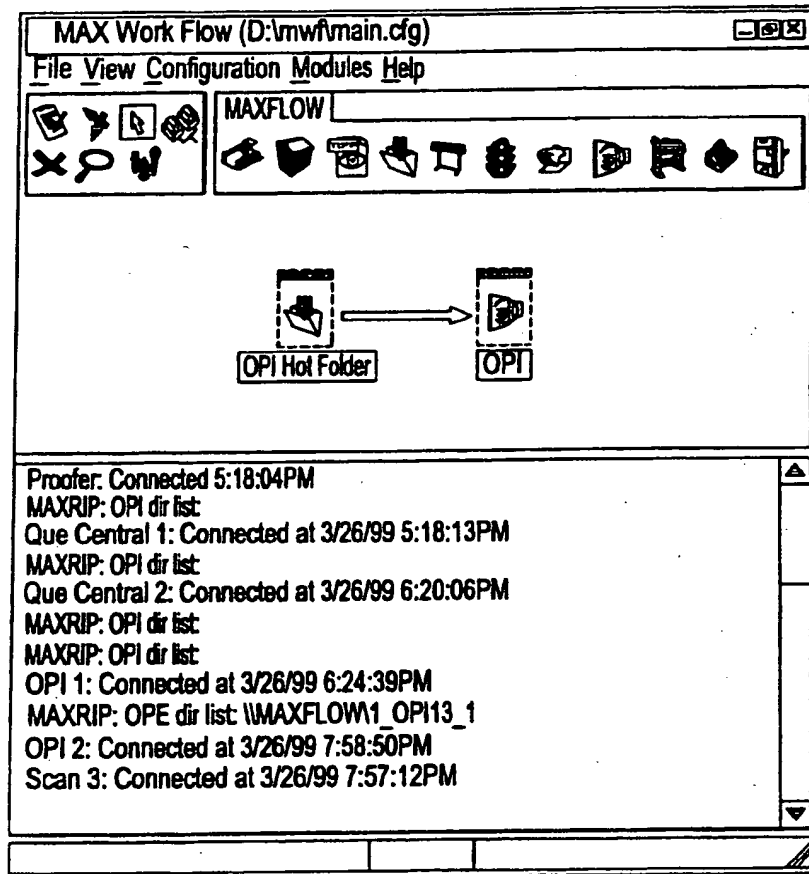 MAX Work Flow (D:\mwf\main.cfg)
File View Configuration Modules Help
MAXFLOW
OPI Hot Folder
OPI
Proofer: Connected 5:18:04PM
MAXRIP: OPI dir list:
Que Central 1: Connected at 3/26/99 5:18:13PM
MAXRIP: OPI dir list:
Que Central 2: Connected at 3/26/99 6:20:06PM
MAXRIP: OPI dir list:
MAXRIP: OPI dir list:
OPI 1: Connected at 3/26/99 6:24:39PM
MAXRIP: OPE dir list: \\MAXFLOW\1_OPI13_1
OPI 2: Connected at 3/26/99 7:58:50PM
Scan 3: Connected at 3/26/99 7:57:12PM